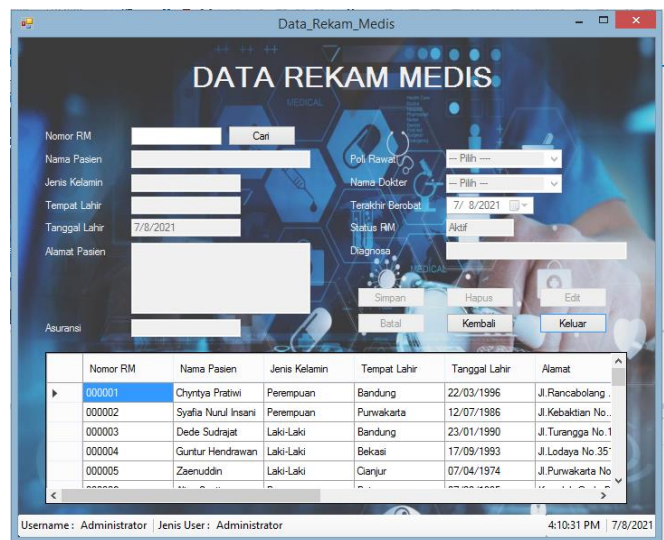 Data_Rekam_Medis
DATA REKAM MEDIS
MEDICAL
Nomor RM Cari
Nama Pasien Poli Rawat --- Pilih ----
Jenis Kelamin Nama Dokter --- Pilih ---
Tempat Lahir Terakhir Berobat 7/ 8/2021
Tanggal Lahir 7/8/2021 Status RM Aktif
Alamat Pasien Diagnosa
MEDICAL
Simpan Hapus Edit
Asuransi Batal Kembali Keluar
Nomor RM Nama Pasien Jenis Kelamin Tempat Lahir Tanggal Lahir Alamat
000001 Chyntya Pratiwi Perempuan Bandung 22/03/1996 Jl.Rancabolang
000002 Syafia Nurul Insani Perempuan Purwakarta 12/07/1986 Jl.Kebaktian No..
000003 Dede Sudrajat Laki-Laki Bandung 23/01/1990 Jl.Turangga No.1
000004 Guntur Hendrawan Laki-Laki Bekasi 17/09/1993 Jl.Lodaya No.35
000005 Zaenuddin Laki-Laki Cianjur 07/04/1974 Jl.Purwakarta No
Username : Administrator Jenis User : Administrator 4:10:31 PM 7/8/2021